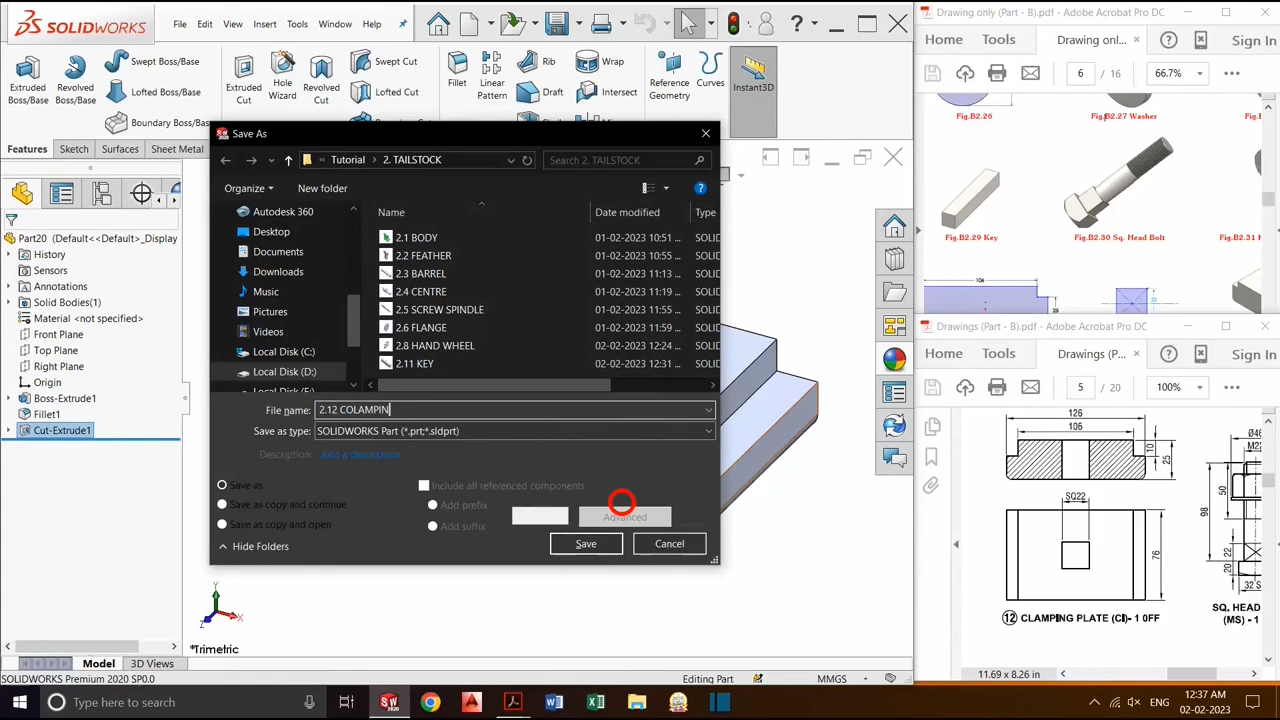 SOLIDWORKS
File Edit View Insert Tools Window Help
Extruded Boss/Base
Revolved Boss/Base
Swept Boss/Base
Lofted Boss/Base
Boundary Boss/Base
Extruded Cut
Hole Wizard
Revolved Cut
Swept Cut
Lofted Cut
Fillet
Linear Pattern
Rib
Draft
Wrap
Intersect
Reference Geometry
Curves
Instant3D
Features Sketch Surfaces Sheet Metal
Part20 (Default<<Default>_Display
History
Sensors
Annotations
Solid Bodies(1)
Material <not specified>
Front Plane
Top Plane
Right Plane
Origin
Boss-Extrude1
Fillet1
Cut-Extrude1
Save As
Tutorial > 2. TAILSTOCK
Search 2. TAILSTOCK
Organize
New folder
Autodesk 360
Desktop
Documents
Downloads
Music
Pictures
Videos
Local Disk (C:)
Local Disk (D:)
Name Date modified Type
2.1 BODY 01-02-2023 10:51 ... SOLID
2.2 FEATHER 01-02-2023 10:55 ... SOLID
2.3 BARREL 01-02-2023 11:13 ... SOLID
2.4 CENTRE 01-02-2023 11:19 ... SOLID
2.5 SCREW SPINDLE 01-02-2023 11:55 ... SOLID
2.6 FLANGE 01-02-2023 11:59 ... SOLID
2.8 HAND WHEEL 02-02-2023 12:24 ... SOLID
2.11 KEY 02-02-2023 12:31 ... SOLID
File name: 2.12 COLAMPIN
Save as type: SOLIDWORKS Part (*.prt;*.sldprt)
Description: Add a description
Save as
Save as copy and continue
Save as copy and open
Include all referenced components
Add prefix
Add suffix
Advanced
Hide Folders
Save
Cancel
*Trimetric
Model 3D Views
SOLIDWORKS Premium 2020 SP0.0
Editing Part
MMGS
Drawing only (Part - B).pdf - Adobe Acrobat Pro DC
Home Tools Drawing onl... Sign In
6 / 16 66.7%
Fig.B2.26
Fig.B2.27 Washer
Fig.B2.29 Key
Fig.B2.30 Sq. Head Bolt
Fig.B2.31
106
25
22
Drawings (Part - B).pdf - Adobe Acrobat Pro DC
Home Tools Drawings (P... Sign In
5 / 20 100%
126
106
10
25
SQ22
76
12 CLAMPING PLATE (CI)- 1 0FF
Ø46
50
98
22
20
SQ. HEAD
(MS) - 1
11.69 x 8.26 in
Type here to search
ENG
12:37 AM
02-02-2023